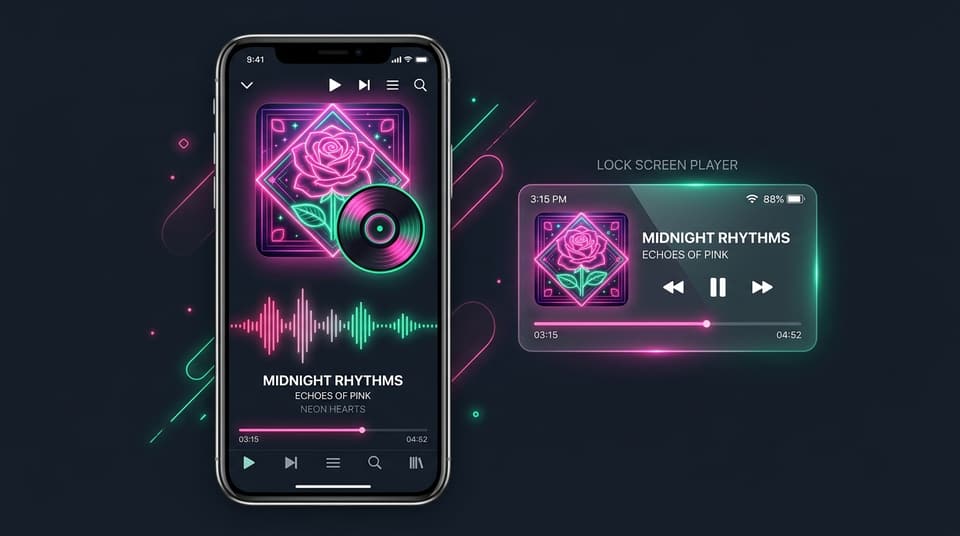 9:41
MIDNIGHT RHYTHMS
ECHOES OF PINK
NEON HEARTS
03:15 04:52
LOCK SCREEN PLAYER
3:15 PM 88%
MIDNIGHT RHYTHMS
ECHOES OF PINK
03:15 04:52